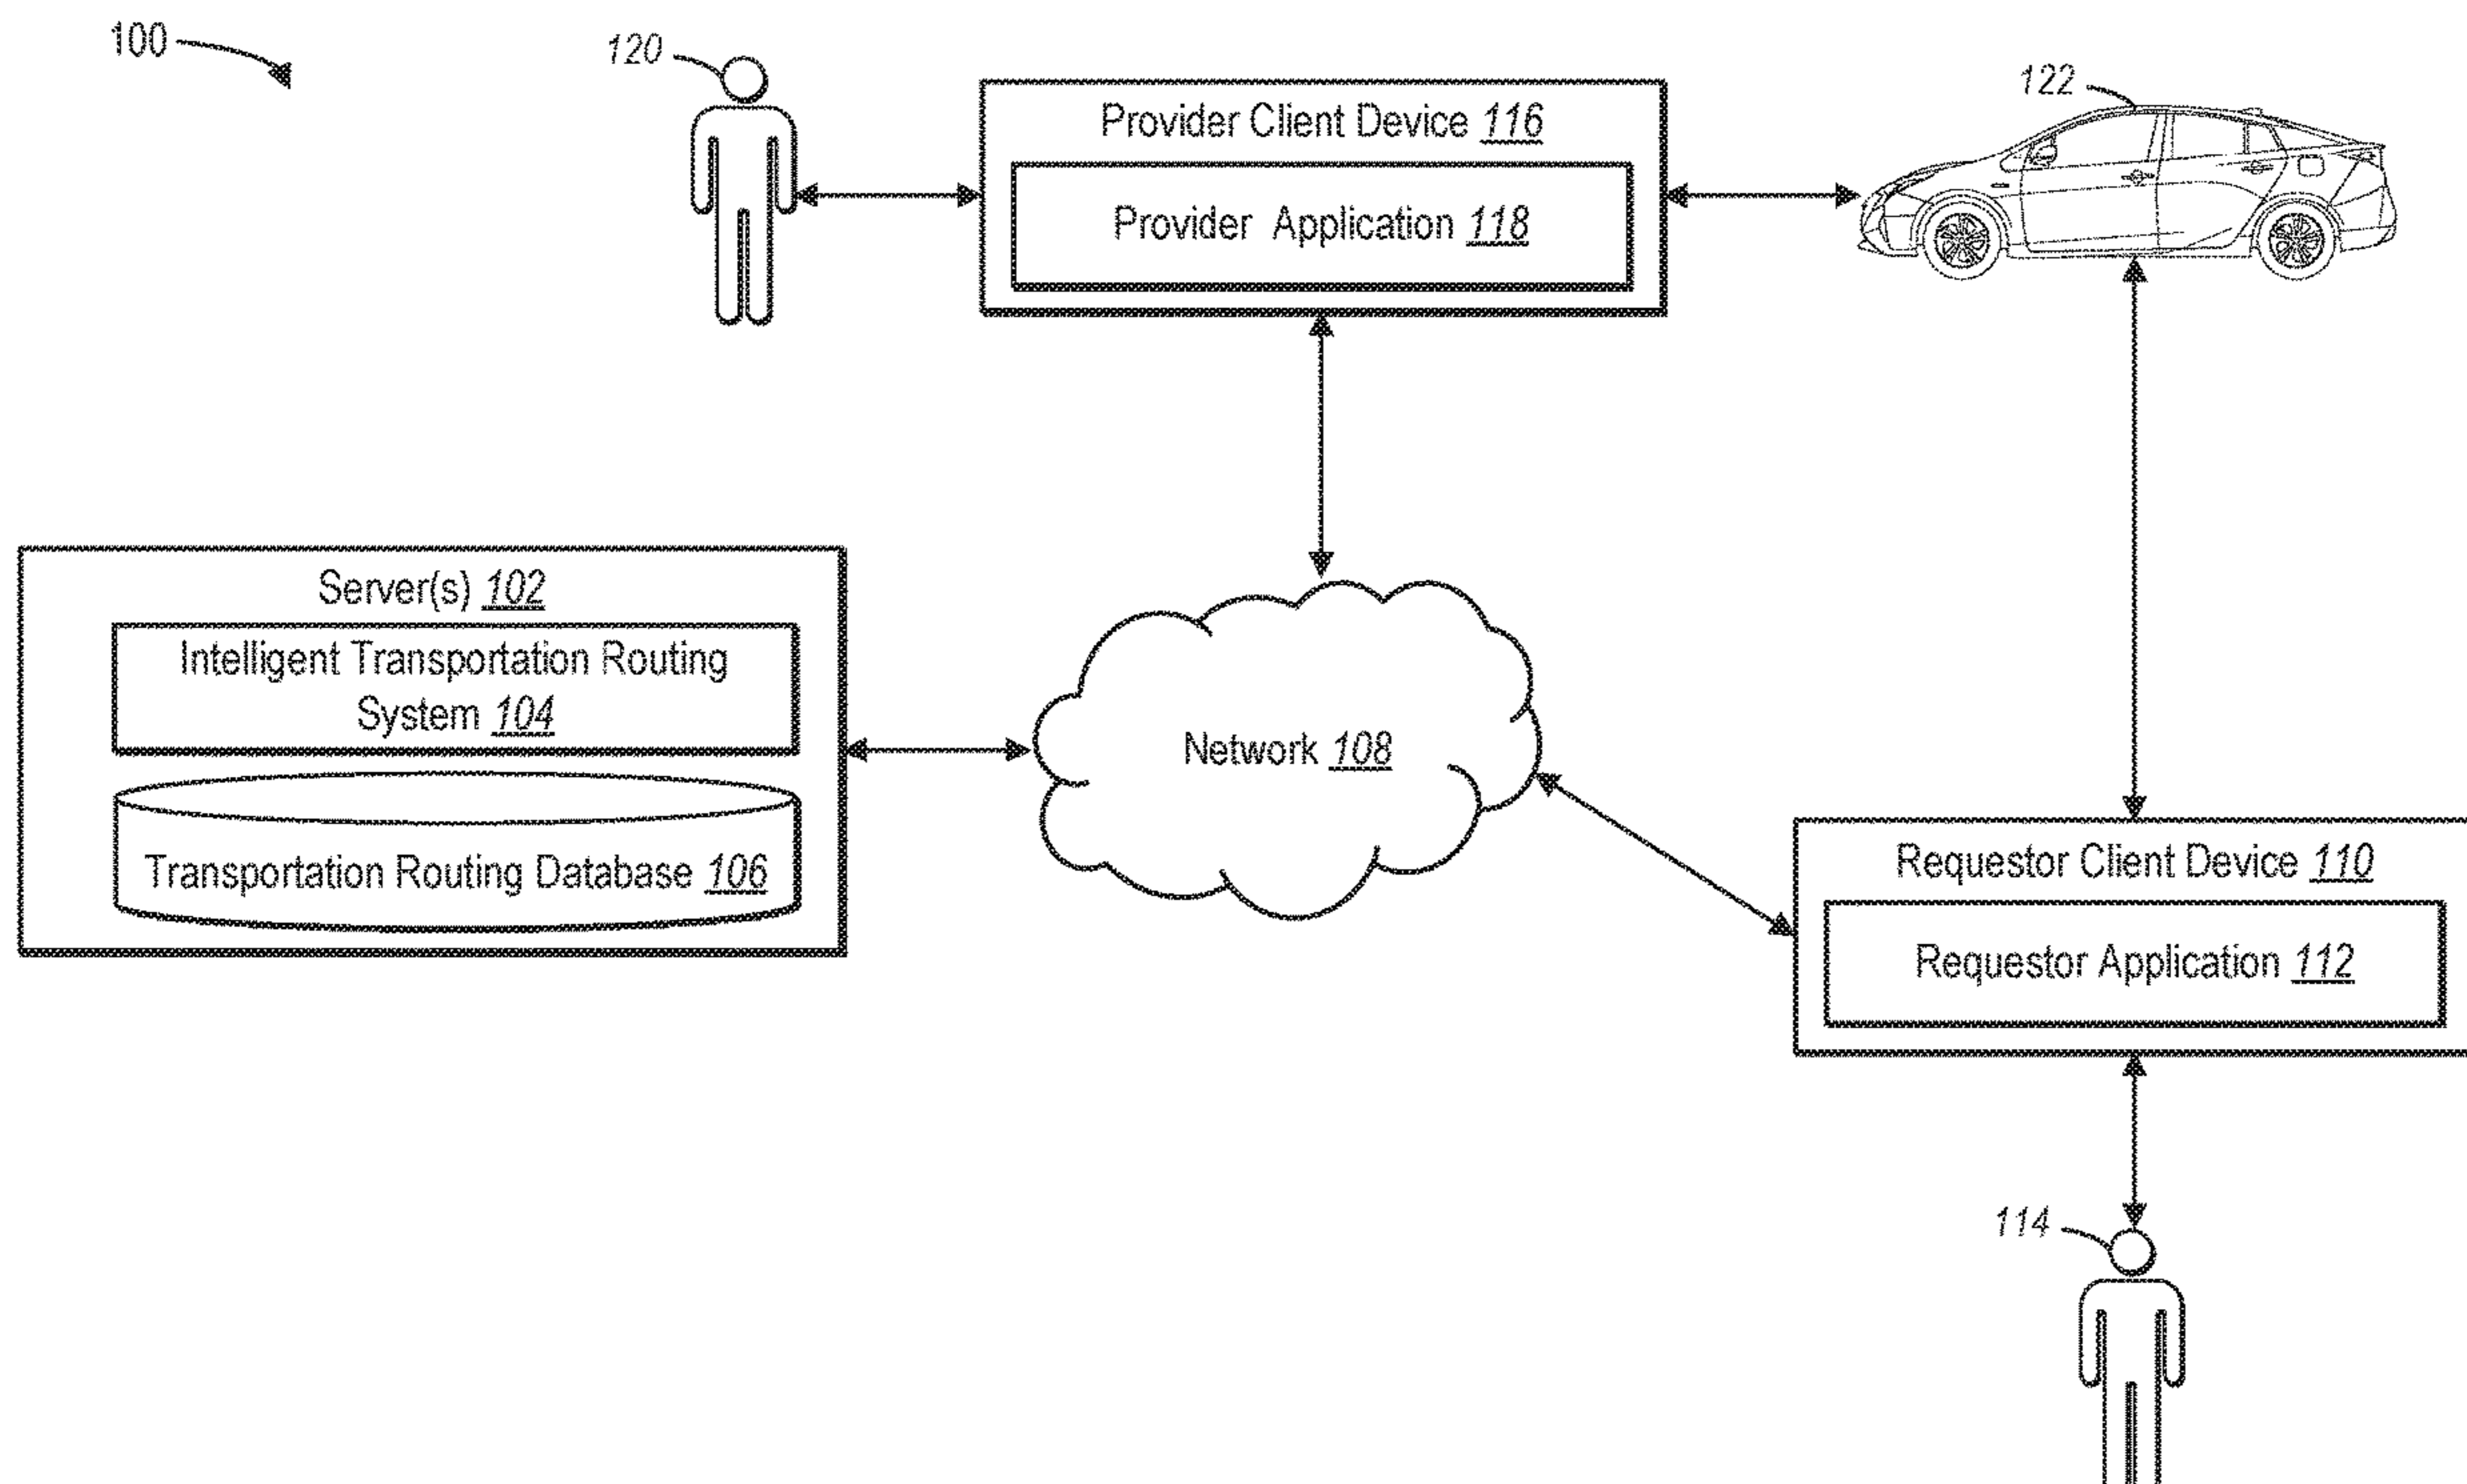 100
120
122
Provider Client Device 116
Provider Application 118
Server(s) 102
Intelligent Transportation Routing
System 104
Transportation Routing Database 106
Network 108
Requestor Client Device 110
Requestor Application 112
114